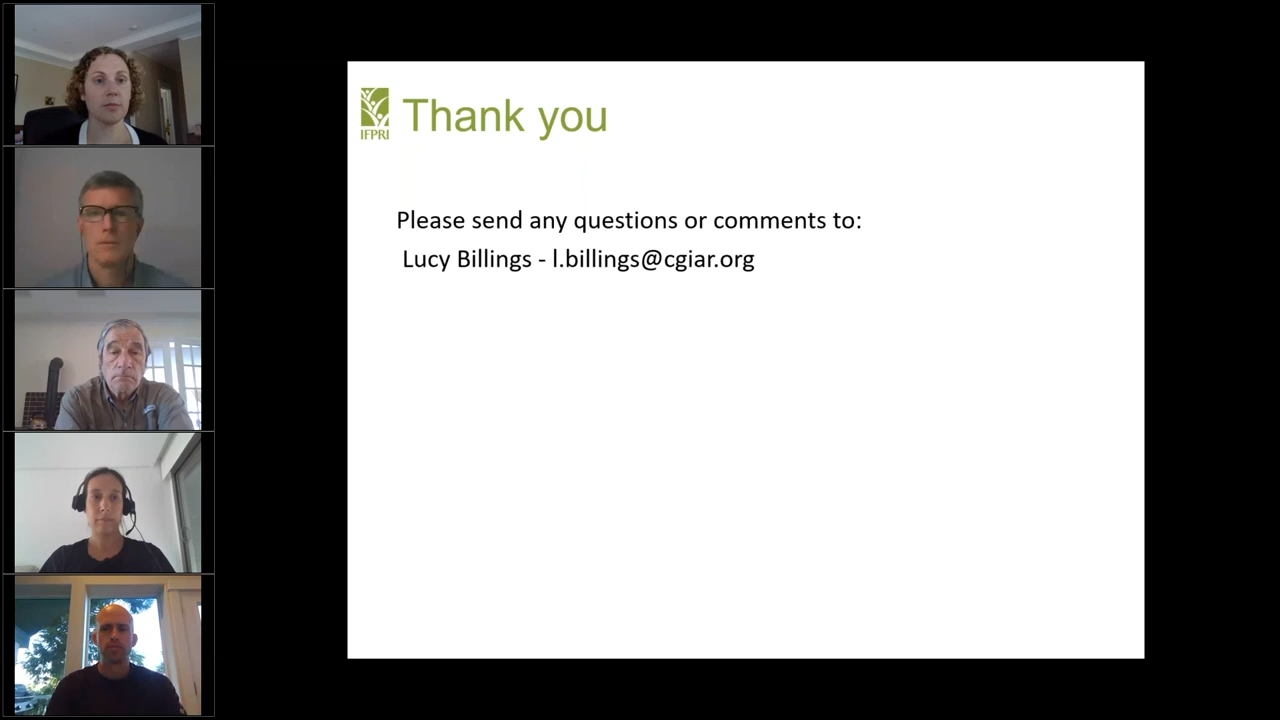 IFPRI
Thank you
Please send any questions or comments to:
Lucy Billings - l.billings@cgiar.org